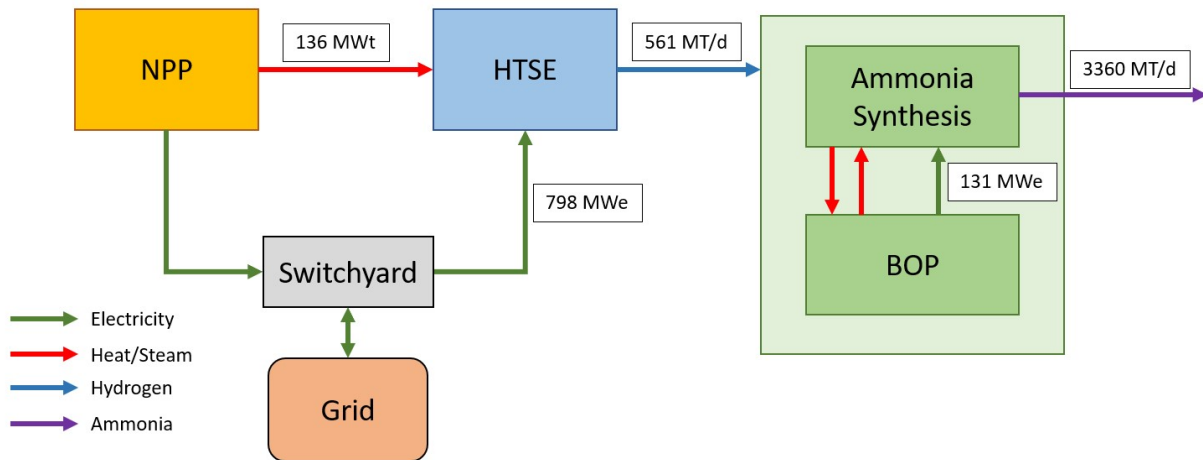 136 MWt
561 MT/d
3360 MT/d
NPP
HTSE
Ammonia
Synthesis
131 MWe
798 MWe
BOP
Switchyard
Electricity
Heat/Steam
Hydrogen
Ammonia
Grid